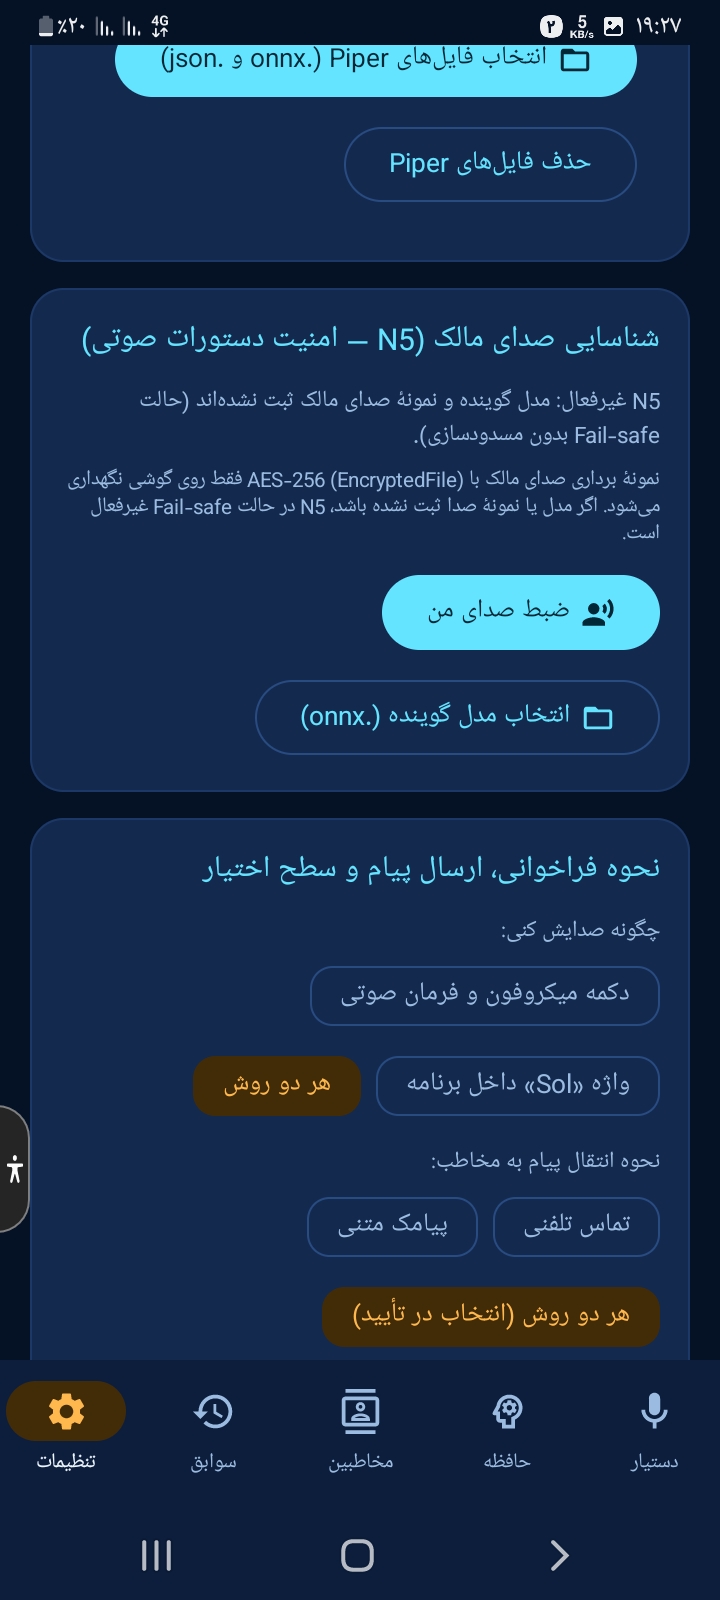 ۱۹:۲۷
5 KB/s
۲
4G
٪۲۰
انتخاب فایل‌های Piper (.onnx و .json)
حذف فایل‌های Piper
شناسایی صدای مالک (N5 – امنیت دستورات صوتی)
N5 غیرفعال: مدل گوینده و نمونهٔ صدای مالک ثبت نشده‌اند (حالت
Fail-safe بدون مسدودسازی).
نمونهٔ برداری صدای مالک با AES-256 (EncryptedFile) فقط روی گوشی نگهداری
می‌شود. اگر مدل یا نمونهٔ صدا ثبت نشده باشد، N5 در حالت Fail-safe غیرفعال
است.
ضبط صدای من
انتخاب مدل گوینده (.onnx)
نحوه فراخوانی، ارسال پیام و سطح اختیار
چگونه صدایش کنی:
دکمه میکروفون و فرمان صوتی
واژه «Sol» داخل برنامه
هر دو روش
نحوه انتقال پیام به مخاطب:
تماس تلفنی
پیامک متنی
هر دو روش (انتخاب در تأیید)
دستیار
حافظه
مخاطبین
سوابق
تنظیمات